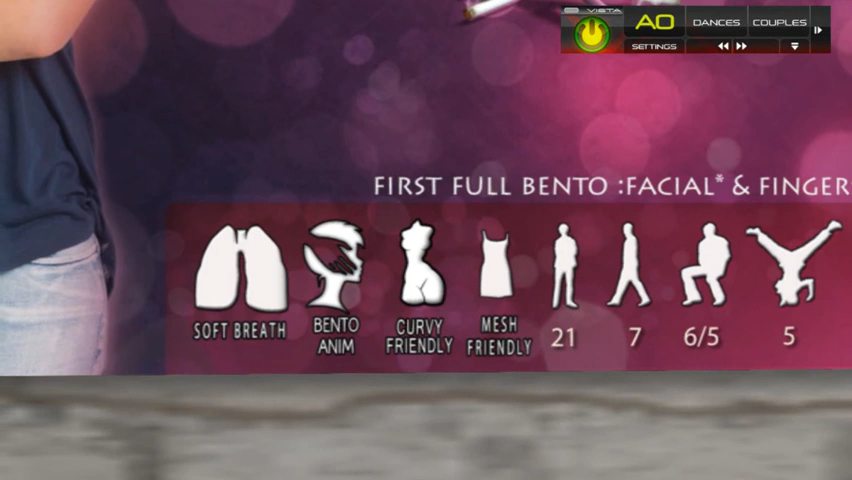 VISTA
AO
DANCES
COUPLES
SETTINGS
FIRST FULL BENTO :FACIAL* & FINGER
SOFT BREATH
BENTO
ANIM
CURVY
FRIENDLY
MESH
FRIENDLY
21
7
6/5
5